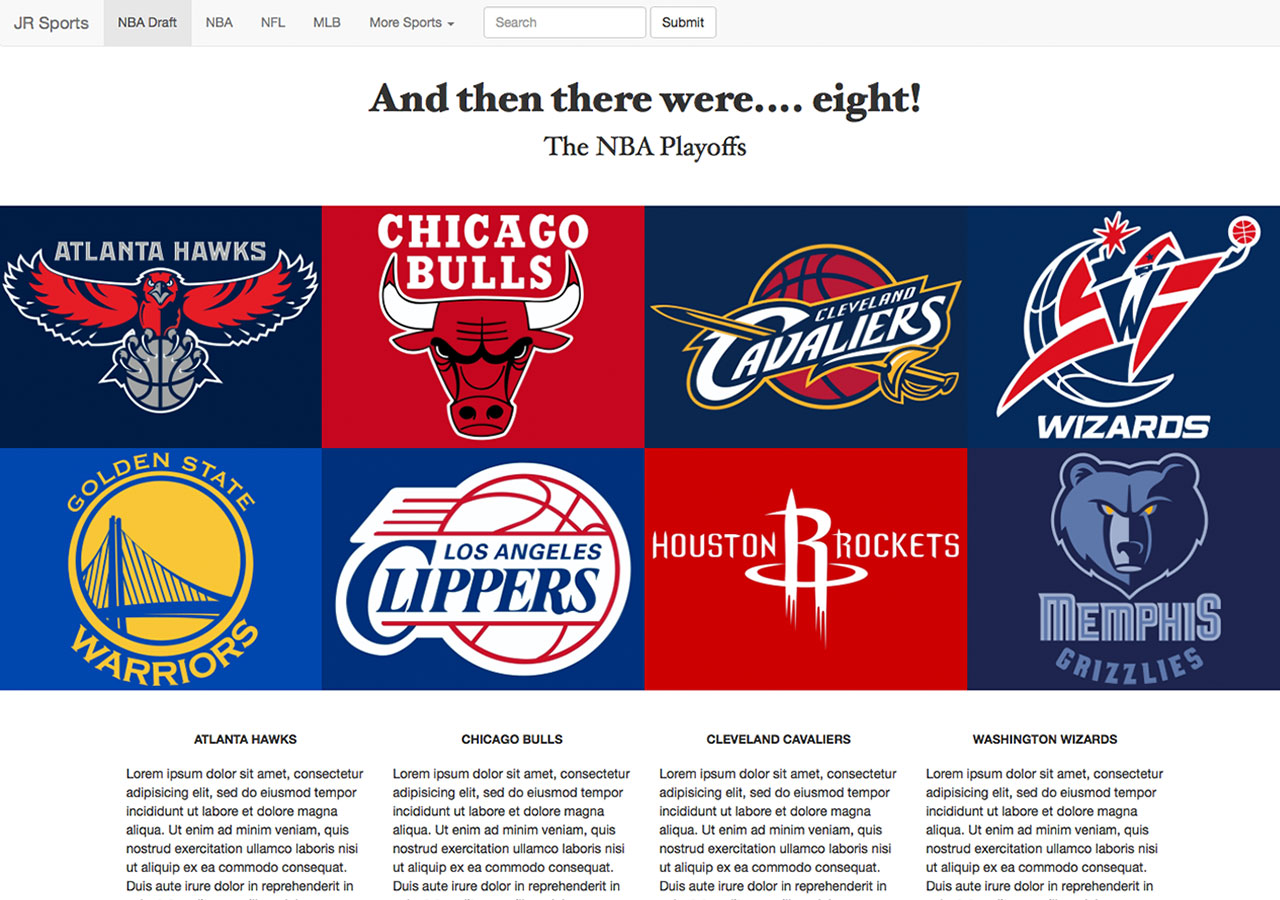 JR Sports NBA Draft NBA NFL MLB More Sports Search Submit
And then there were.... eight!
The NBA Playoffs
ATLANTA HAWKS
CHICAGO
BULLS
CLEVELAND
CAVALIERS
W
WIZARDS
GOLDEN STATE
WARRIORS
LOS ANGELES
CLIPPERS
HOUSTON R ROCKETS
MEMPHIS
GRIZZLIES
ATLANTA HAWKS
Lorem ipsum dolor sit amet, consectetur
adipisicing elit, sed do eiusmod tempor
incididunt ut labore et dolore magna
aliqua. Ut enim ad minim veniam, quis
nostrud exercitation ullamco laboris nisi
ut aliquip ex ea commodo consequat.
Duis aute irure dolor in reprehenderit in
CHICAGO BULLS
Lorem ipsum dolor sit amet, consectetur
adipisicing elit, sed do eiusmod tempor
incididunt ut labore et dolore magna
aliqua. Ut enim ad minim veniam, quis
nostrud exercitation ullamco laboris nisi
ut aliquip ex ea commodo consequat.
Duis aute irure dolor in reprehenderit in
CLEVELAND CAVALIERS
Lorem ipsum dolor sit amet, consectetur
adipisicing elit, sed do eiusmod tempor
incididunt ut labore et dolore magna
aliqua. Ut enim ad minim veniam, quis
nostrud exercitation ullamco laboris nisi
ut aliquip ex ea commodo consequat.
Duis aute irure dolor in reprehenderit in
WASHINGTON WIZARDS
Lorem ipsum dolor sit amet, consectetur
adipisicing elit, sed do eiusmod tempor
incididunt ut labore et dolore magna
aliqua. Ut enim ad minim veniam, quis
nostrud exercitation ullamco laboris nisi
ut aliquip ex ea commodo consequat.
Duis aute irure dolor in reprehenderit in